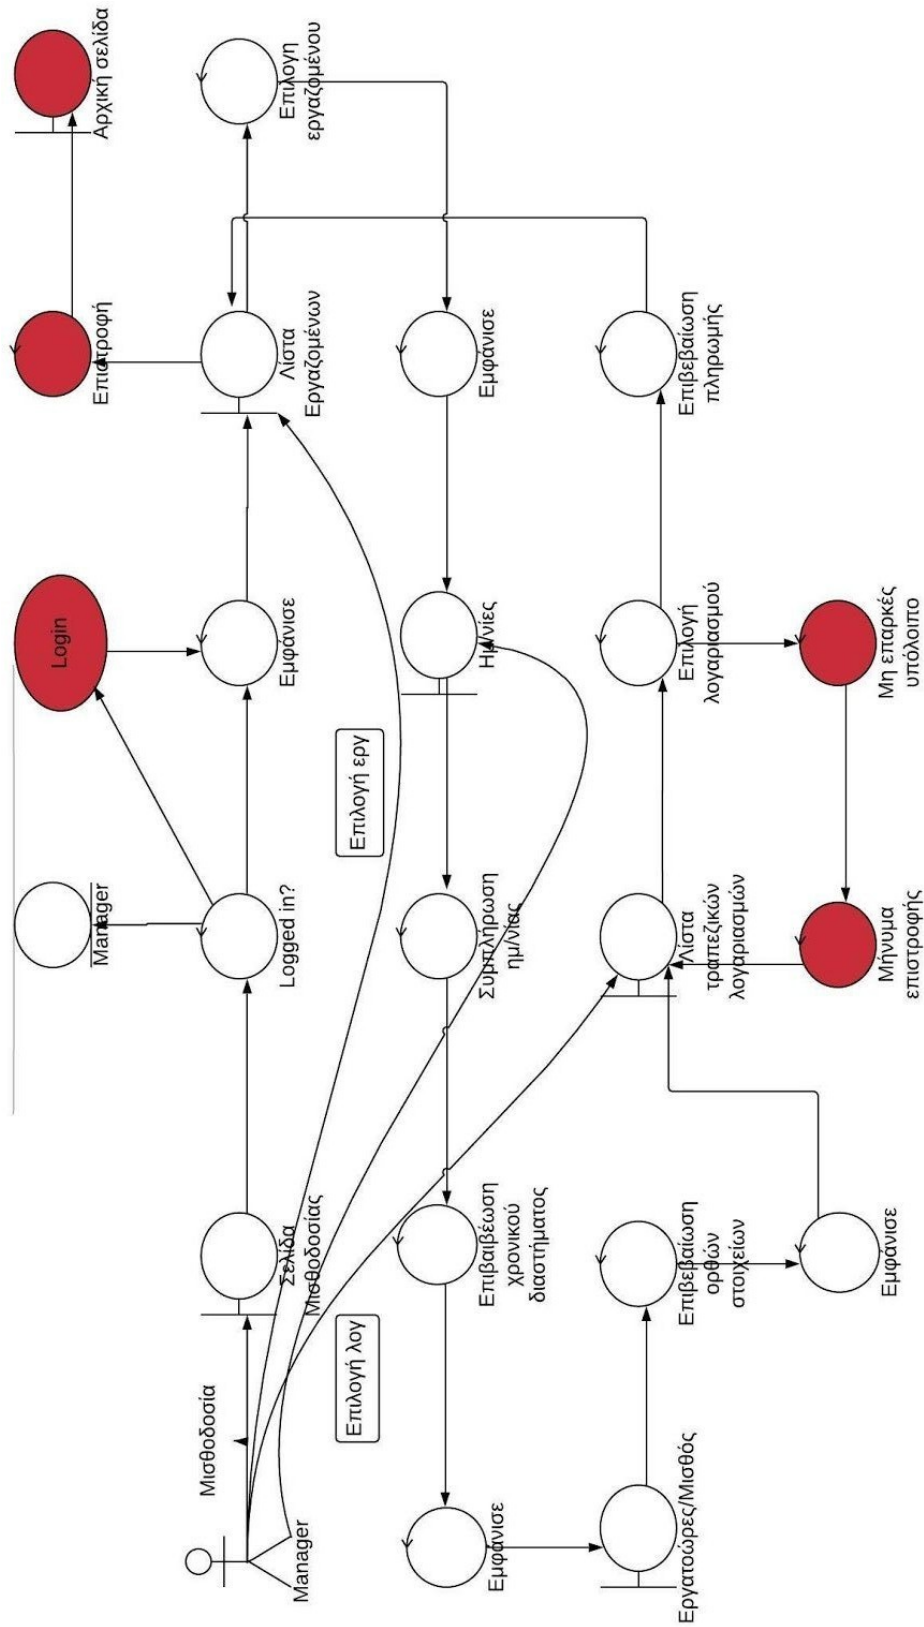 Manager
Login
Επιστροφή
Αρχική σελίδα
Μισθοδοσία
Manager
Σελίδα
Μισθοδοσίας
Logged in?
Εμφάνισε
Λίστα
Εργαζομένων
Επιλογη
εργαζομένου
Επιλογή λογ
Επιλογή εργ
Εμφάνισε
Επιβαιβέωση
χρονικού
διαστήματος
Συμπλήρωση
ημ/νίας
Ημ/νίες
Εμφάνισε
Εργατοώρες/Μισθός
Επιβεβαίωση
ορθών
στοιχείων
Λίστα
τραπεζικών
λογαριασμών
Επιλογή
λογαριασμού
Επιβεβαίωση
πληρωμής
Εμφάνισε
Μήνυμα
επιστροφής
Μη επαρκές
υπόλοιπο